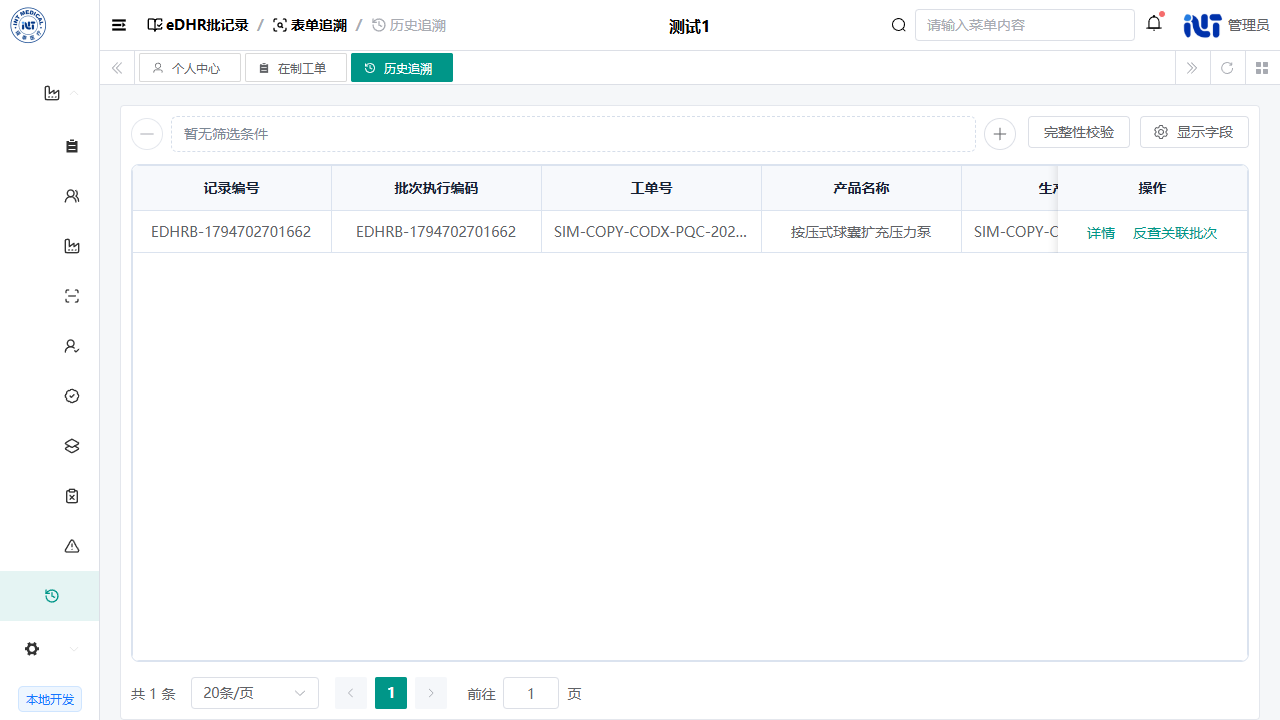 eDHR批记录 / 表单追溯 / 历史追溯
测试1
请输入菜单内容
管理员
个人中心
在制工单
历史追溯
暂无筛选条件
完整性校验
显示字段
记录编号 批次执行编码 工单号 产品名称 生产 操作
EDHRB-1794702701662 EDHRB-1794702701662 SIM-COPY-CODX-PQC-202... 按压式球囊扩充压力泵 SIM-COPY-C 详情 反查关联批次
共 1 条 20条/页 1 前往 1 页
本地开发